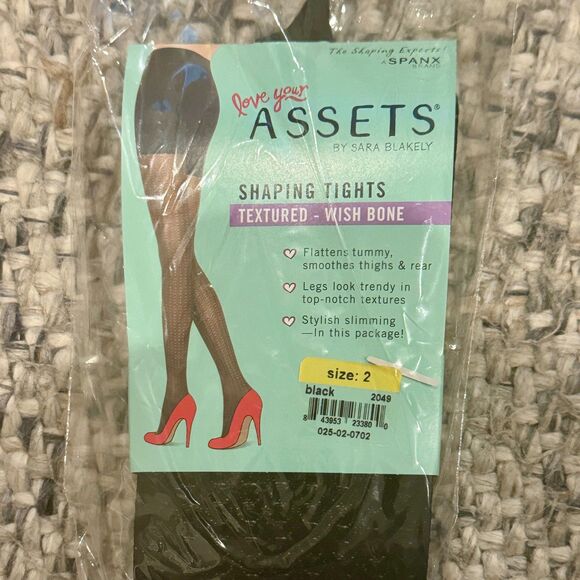 The Shaping Experts!
A SPANX
BRAND
love your
ASSETS®
BY SARA BLAKELY
SHAPING TIGHTS
TEXTURED - WISH BONE
Flattens tummy,
smoothes thighs & rear
Legs look trendy in
top-notch textures
Stylish slimming
—In this package!
size: 2
black 2049
8 43953 23380 0
025-02-0702